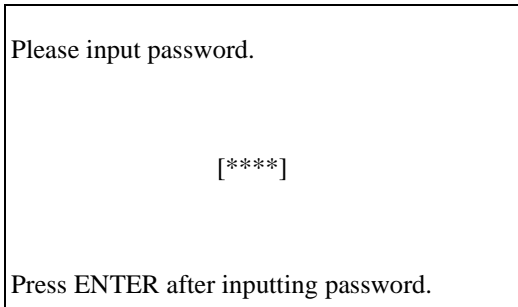 Please input password.
[****]
Press ENTER after inputting password.